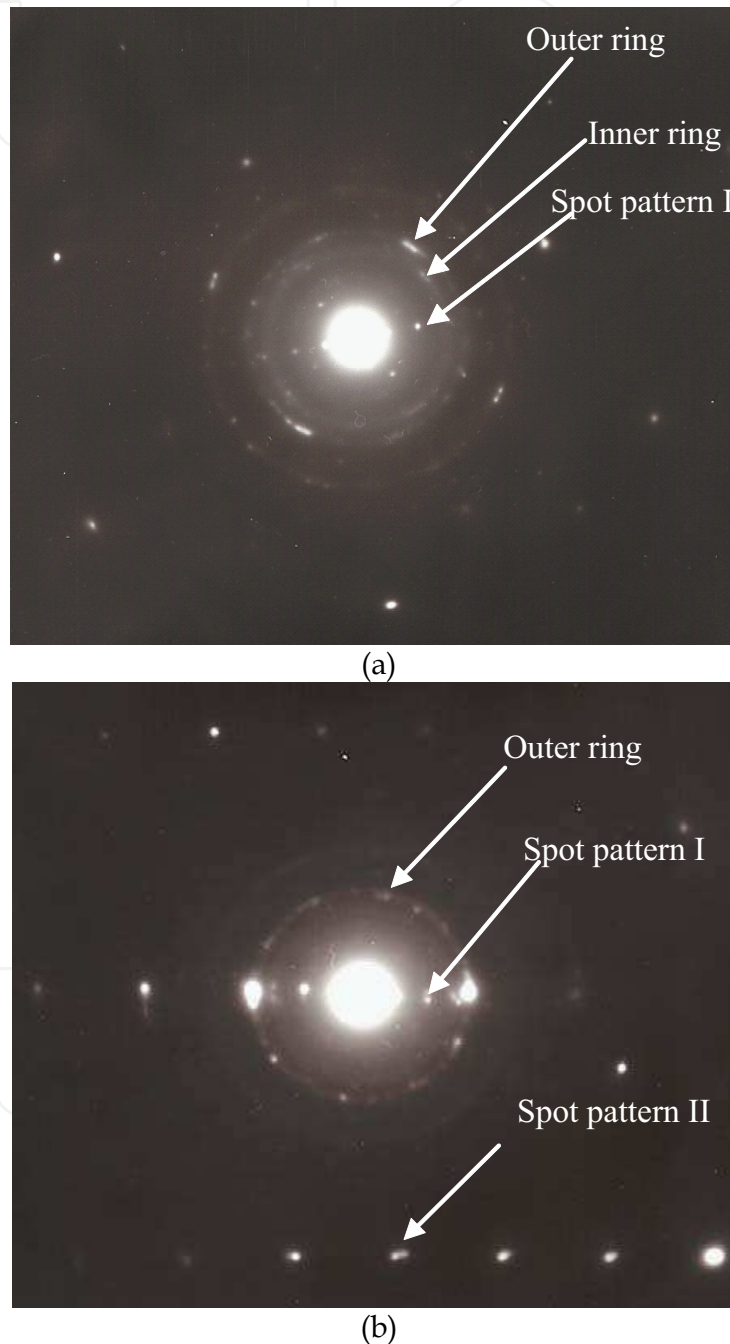 Outer ring
Inner ring
Spot pattern I
(a)
Outer ring
Spot pattern I
Spot pattern II
(b)